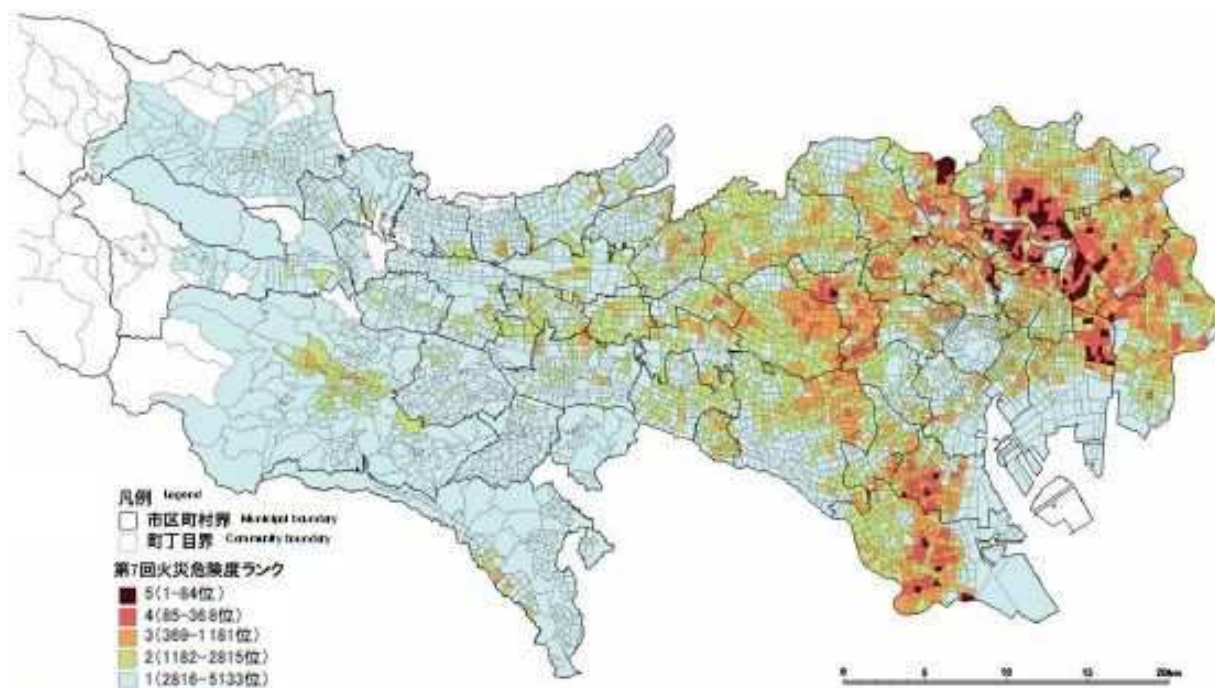 凡例 Legend
市区町村界 Municipal boundary
町丁目界 Community boundary
第7回火災危険度ランク
5(1-84位)
4(85-368位)
3(369-1181位)
2(1182-2815位)
1(2816-5133位)
0 5 10 15 20km